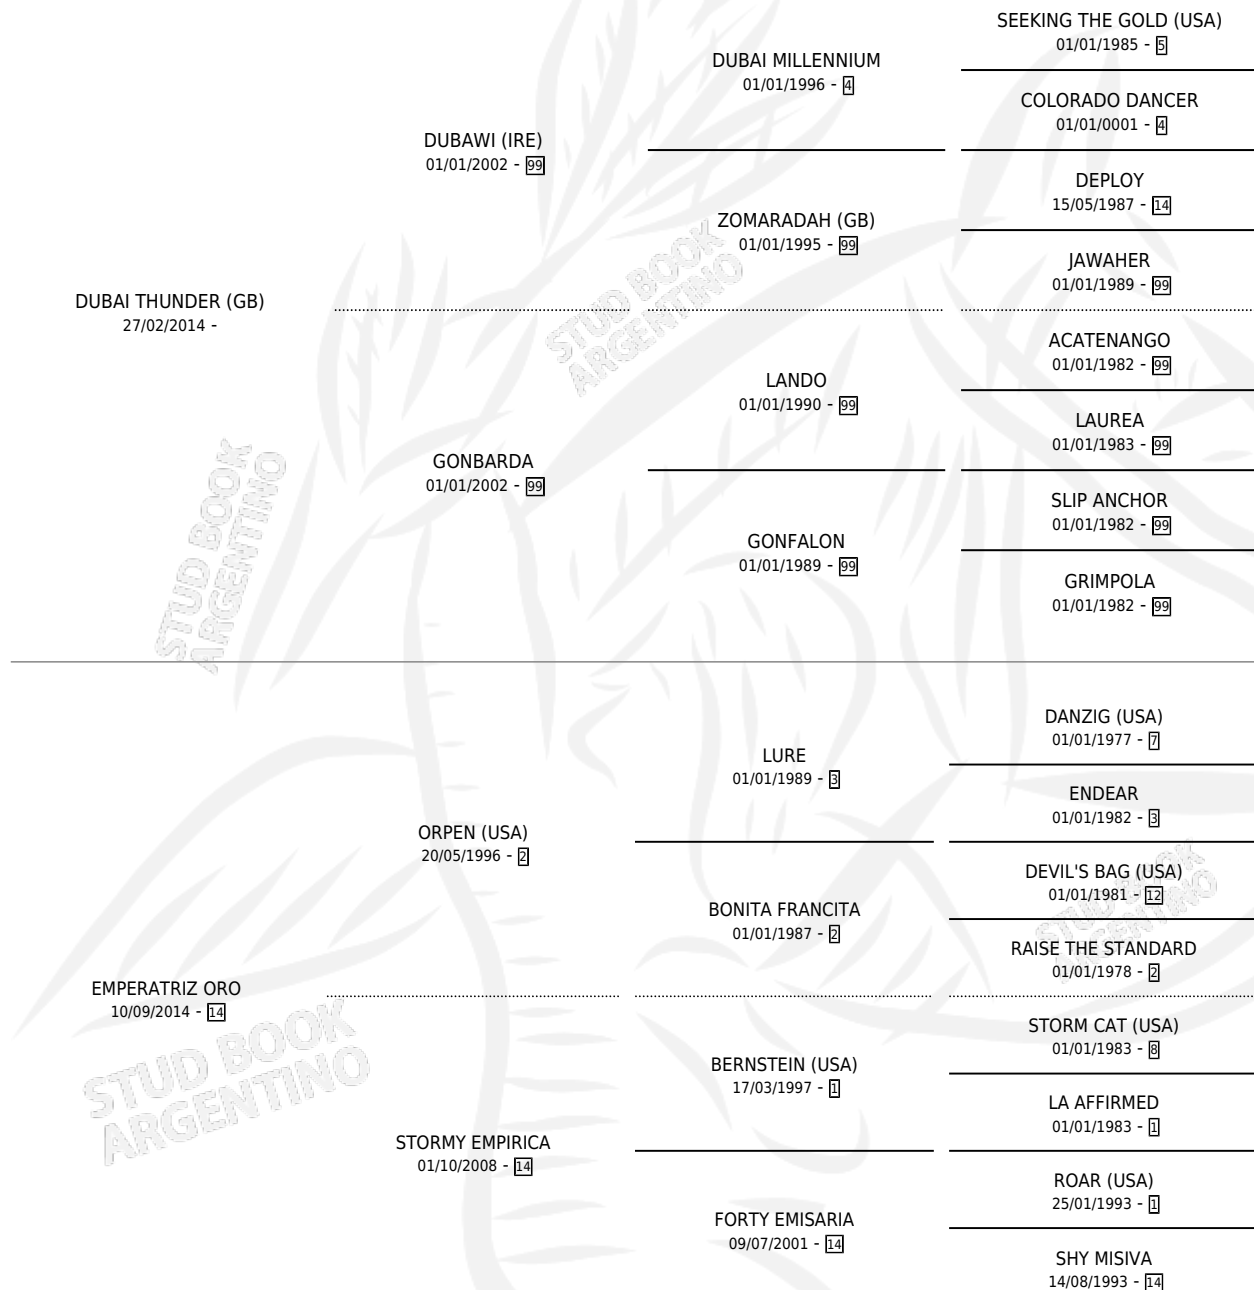 SEEKING THE GOLD (USA)
01/01/1985 - 5
DUBAI MILLENNIUM
01/01/1996 - 4
COLORADO DANCER
01/01/0001 - 4
DUBAWI (IRE)
01/01/2002 - 99
DEPLOY
15/05/1987 - 14
ZOMARADAH (GB)
01/01/1995 - 99
JAWAHER
01/01/1989 - 99
DUBAI THUNDER (GB)
27/02/2014 -
ACATENANGO
01/01/1982 - 99
LANDO
01/01/1990 - 99
LAUREA
01/01/1983 - 99
GONBARDA
01/01/2002 - 99
SLIP ANCHOR
01/01/1982 - 99
GONFALON
01/01/1989 - 99
GRIMPOLA
01/01/1982 - 99
DANZIG (USA)
01/01/1977 - 7
LURE
01/01/1989 - 3
ENDEAR
01/01/1982 - 3
ORPEN (USA)
20/05/1996 - 2
DEVIL'S BAG (USA)
01/01/1981 - 12
BONITA FRANCITA
01/01/1987 - 2
RAISE THE STANDARD
01/01/1978 - 2
EMPERATRIZ ORO
10/09/2014 - 14
STORM CAT (USA)
01/01/1983 - 8
BERNSTEIN (USA)
17/03/1997 - 1
LA AFFIRMED
01/01/1983 - 1
STORMY EMPIRICA
01/10/2008 - 14
ROAR (USA)
25/01/1993 - 1
FORTY EMISARIA
09/07/2001 - 14
SHY MISIVA
14/08/1993 - 14
STUD BOOK
ARGENTINO
STUD BOOK
ARGENTINO
STUD BOOK
ARGENTINO
STUD BOOK
ARGENTINO